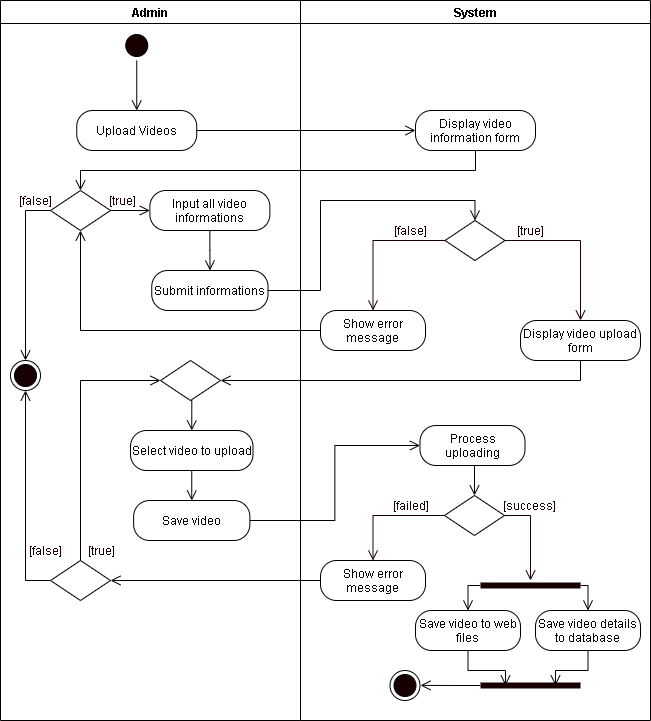 Admin
System
Upload Videos
Display video
information form
[false]
[true]
Input all video
informations
[false]
[true]
Submit informations
Show error
message
Display video upload
form
Select video to upload
Process
uploading
Save video
[failed]
[success]
[false]
[true]
Show error
message
Save video to web
files
Save video details
to database